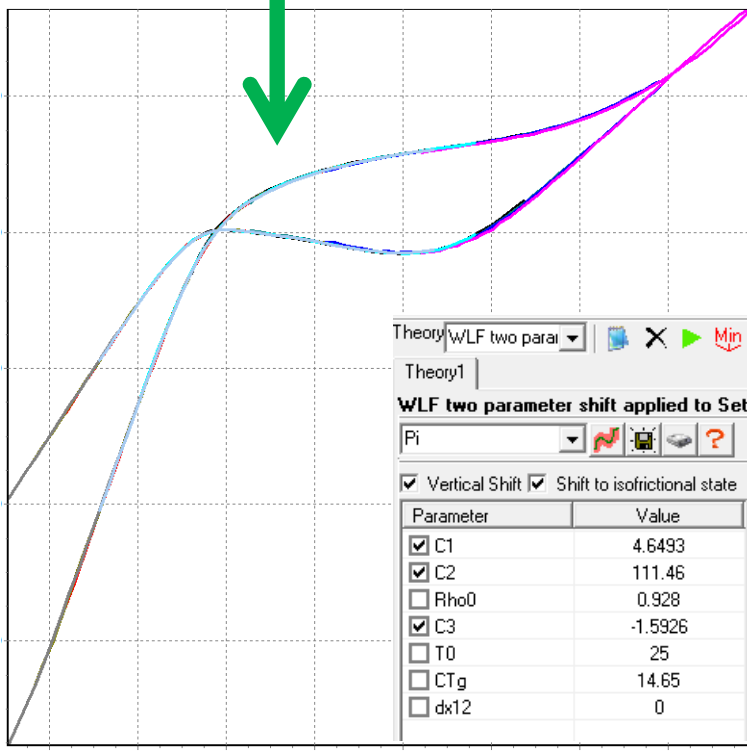 Theory WLF two parai Min
Theory1
WLF two parameter shift applied to Set
Pi
Vertical Shift Shift to isofrictional state
Parameter Value
C1 4.6493
C2 111.46
Rho0 0.928
C3 -1.5926
T0 25
CTg 14.65
dx12 0